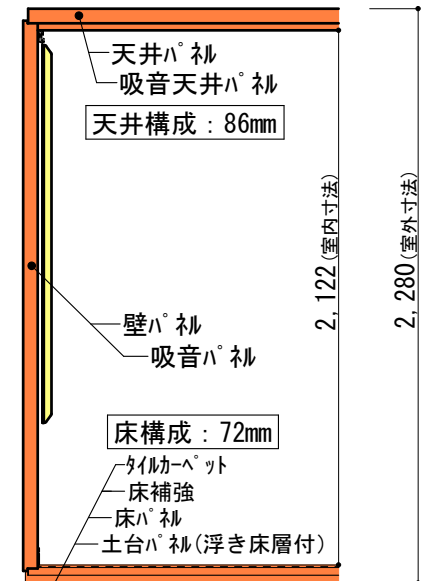 天井ﾊﾟﾈﾙ
吸音天井ﾊﾟﾈﾙ
天井構成：86mm
2,122(室内寸法)
2,280(室外寸法)
壁ﾊﾟﾈﾙ
吸音ﾊﾟﾈﾙ
床構成：72mm
ﾀｲﾙｶｰﾍﾟｯﾄ
床補強
床ﾊﾟﾈﾙ
土台ﾊﾟﾈﾙ(浮き床層付)